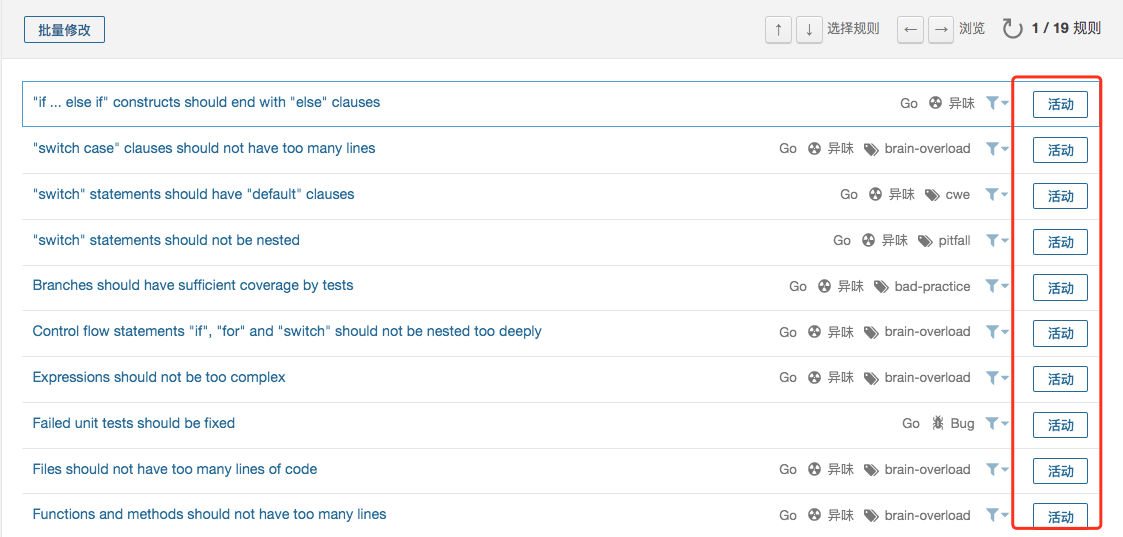 批量修改 ↑ ↓ 选择规则 ← → 浏览 1 / 19 规则
"if ... else if" constructs should end with "else" clauses Go 异味 活动
"switch case" clauses should not have too many lines Go 异味 brain-overload 活动
"switch" statements should have "default" clauses Go 异味 cwe 活动
"switch" statements should not be nested Go 异味 pitfall 活动
Branches should have sufficient coverage by tests Go 异味 bad-practice 活动
Control flow statements "if", "for" and "switch" should not be nested too deeply Go 异味 brain-overload 活动
Expressions should not be too complex Go 异味 brain-overload 活动
Failed unit tests should be fixed Go Bug 活动
Files should not have too many lines of code Go 异味 brain-overload 活动
Functions and methods should not have too many lines Go 异味 brain-overload 活动